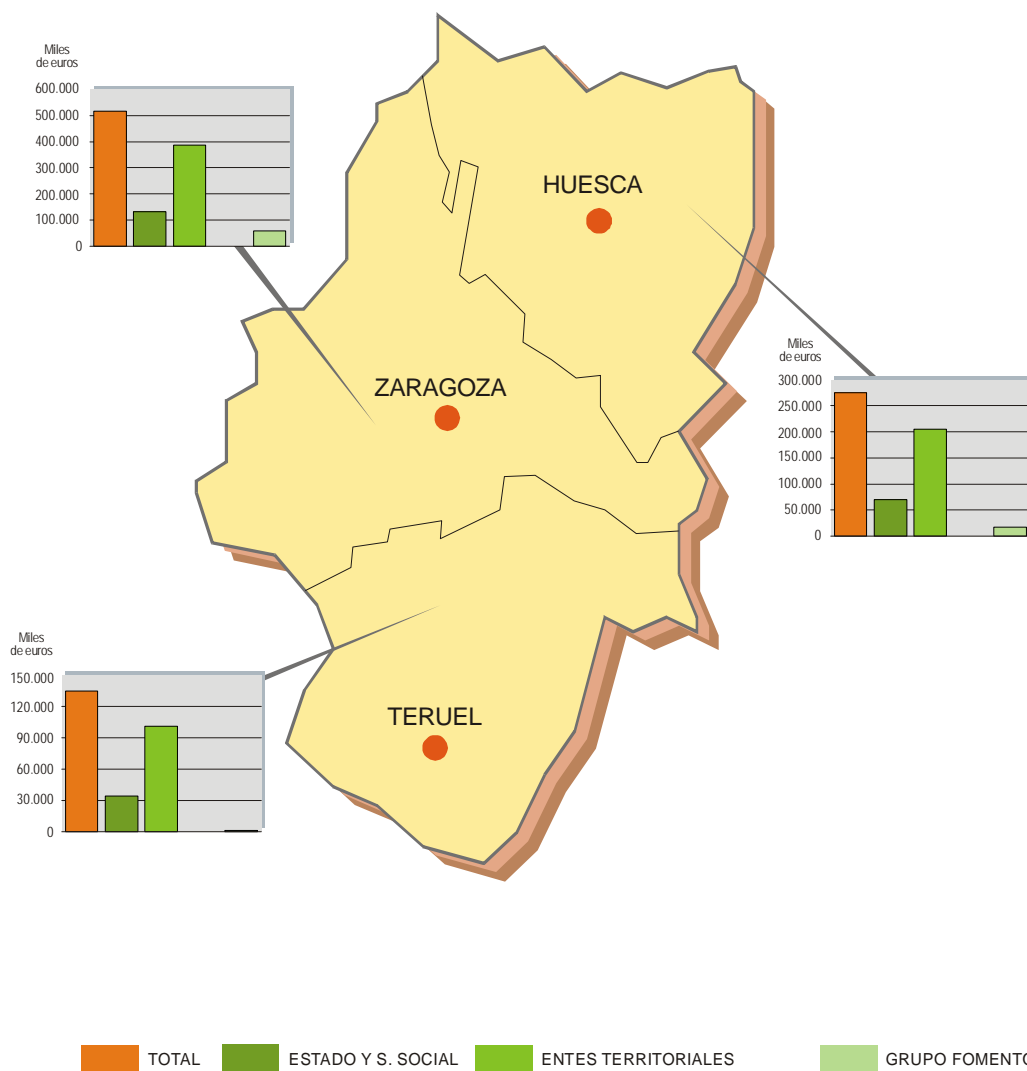 Miles
de euros
600.000
500.000
400.000
300.000
200.000
100.000
0
HUESCA
ZARAGOZA
Miles
de euros
300.000
250.000
200.000
150.000
100.000
50.000
0
Miles
de euros
150.000
120.000
90.000
60.000
30.000
0
TERUEL
TOTAL
ESTADO Y S. SOCIAL
ENTES TERRITORIALES
GRUPO FOMENTO